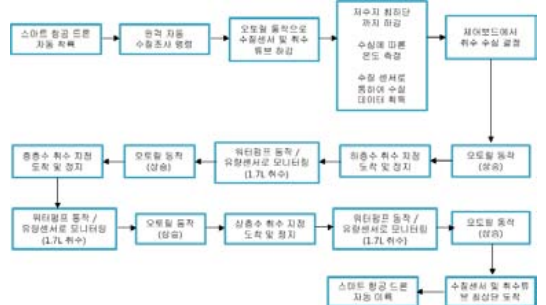 스마트 항공 드론
자동 착륙
원격 자동
수질조사 명령
오토릴 동작으로
수질센서 및 취수
튜브 하강
저수지 최하단
까지 하강
수심에 따른
온도 측정
수질 센서로
통하여 수질
데이터 획득
제어보드에서
취수 수심 결정
오토릴 동작
(상승)
하층수 취수 지점
도착 및 정지
워터펌프 동작 /
유량센서로 모니터링
(1.7L 취수)
오토릴 동작
(상승)
중층수 취수 지점
도착 및 정지
워터펌프 동작 /
유량센서로 모니터링
(1.7L 취수)
오토릴 동작
(상승)
상층수 취수 지점
도착 및 정지
워터펌프 동작 /
유량센서로 모니터링
(1.7L 취수)
오토릴 동작
(상승)
수질센서 및 취수튜
브 최상단 도착
스마트 항공 드론
자동 이륙